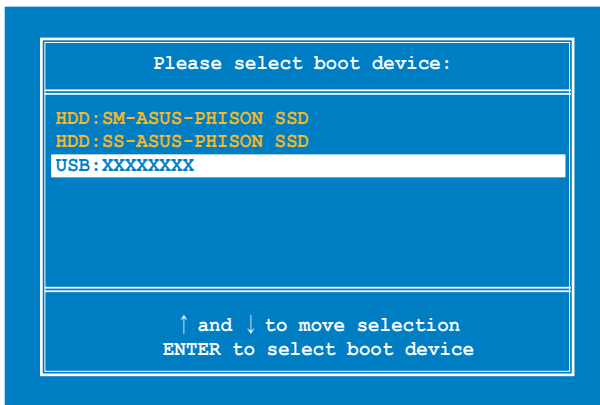 Please select boot device:
HDD:SM-ASUS-PHISON SSD
HDD:SS-ASUS-PHISON SSD
USB:XXXXXXXX
↑ and ↓ to move selection
ENTER to select boot device